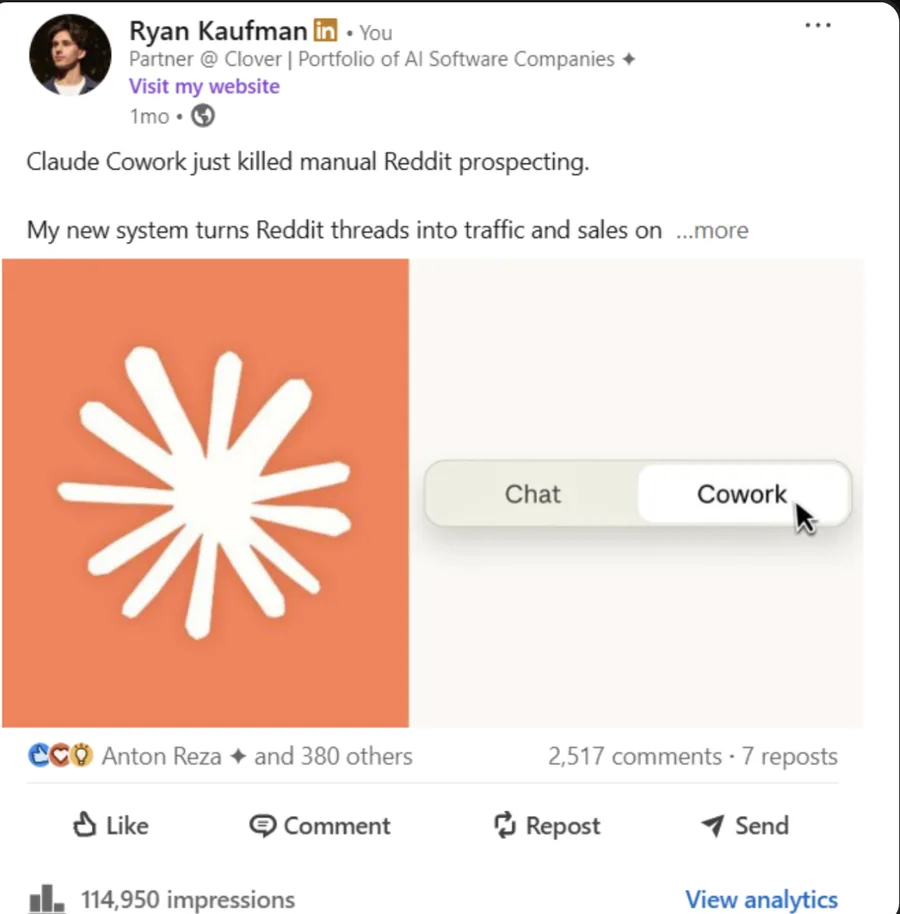 Ryan Kaufman in • You
Partner @ Clover | Portfolio of AI Software Companies ✦
Visit my website
1mo •
Claude Cowork just killed manual Reddit prospecting.
My new system turns Reddit threads into traffic and sales on ...more
Chat Cowork
Anton Reza ✦ and 380 others 2,517 comments · 7 reposts
Like Comment Repost Send
114,950 impressions View analytics